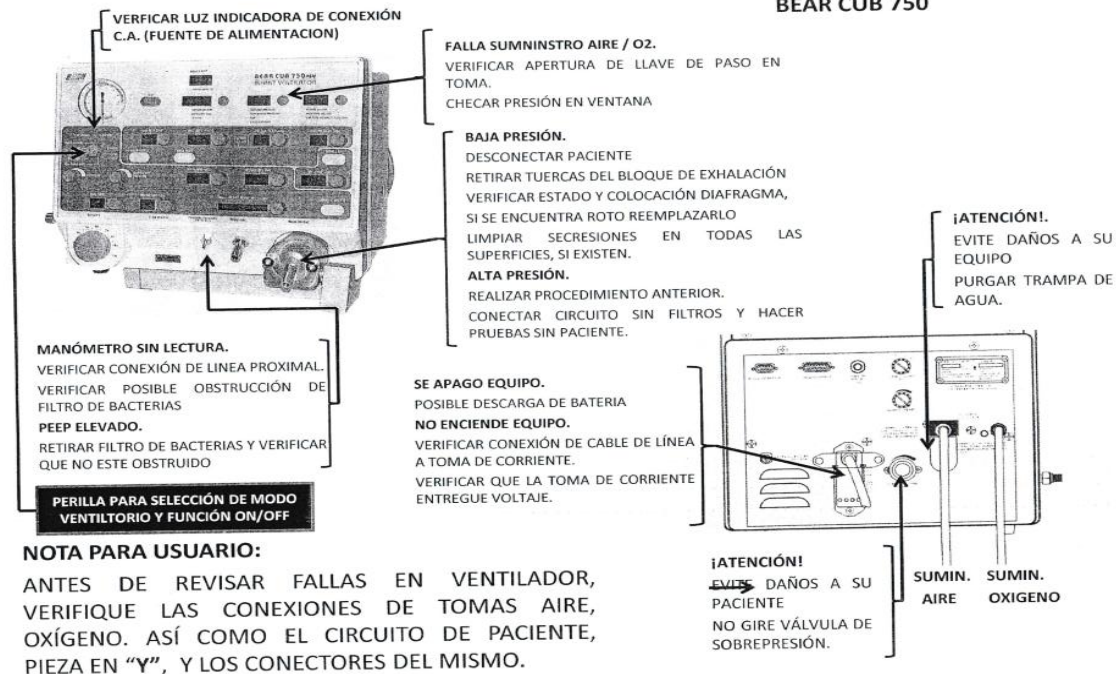 BEAR CUB 750
VERFICAR LUZ INDICADORA DE CONEXIÓN
C.A. (FUENTE DE ALIMENTACION)
BEAR CUB 750
INFANT VENTILATOR
FALLA SUMNINSTRO AIRE / O2.
VERIFICAR APERTURA DE LLAVE DE PASO EN
TOMA.
CHECAR PRESIÓN EN VENTANA
BAJA PRESIÓN.
DESCONECTAR PACIENTE
RETIRAR TUERCAS DEL BLOQUE DE EXHALACIÓN
VERIFICAR ESTADO Y COLOCACIÓN DIAFRAGMA,
SI SE ENCUENTRA ROTO REEMPLAZARLO
LIMPIAR SECRESIONES EN TODAS LAS
SUPERFICIES, SI EXISTEN.
ALTA PRESIÓN.
REALIZAR PROCEDIMIENTO ANTERIOR.
CONECTAR CIRCUITO SIN FILTROS Y HACER
PRUEBAS SIN PACIENTE.
¡ATENCIÓN!.
EVITE DAÑOS A SU
EQUIPO
PURGAR TRAMPA DE
AGUA.
MANÓMETRO SIN LECTURA.
VERIFICAR CONEXIÓN DE LINEA PROXIMAL.
VERIFICAR POSIBLE OBSTRUCCIÓN DE
FILTRO DE BACTERIAS
PEEP ELEVADO.
RETIRAR FILTRO DE BACTERIAS Y VERIFICAR
QUE NO ESTE OBSTRUIDO
SE APAGO EQUIPO.
POSIBLE DESCARGA DE BATERIA
NO ENCIENDE EQUIPO.
VERIFICAR CONEXIÓN DE CABLE DE LÍNEA
A TOMA DE CORRIENTE.
VERIFICAR QUE LA TOMA DE CORRIENTE
ENTREGUE VOLTAJE.
PERILLA PARA SELECCIÓN DE MODO
VENTILTORIO Y FUNCIÓN ON/OFF
NOTA PARA USUARIO:
ANTES DE REVISAR FALLAS EN VENTILADOR,
VERIFIQUE LAS CONEXIONES DE TOMAS AIRE,
OXÍGENO. ASÍ COMO EL CIRCUITO DE PACIENTE,
PIEZA EN "Y", Y LOS CONECTORES DEL MISMO.
¡ATENCIÓN!
EVITE DAÑOS A SU
PACIENTE
NO GIRE VÁLVULA DE
SOBREPRESIÓN.
SUMIN.
AIRE
SUMIN.
OXIGENO